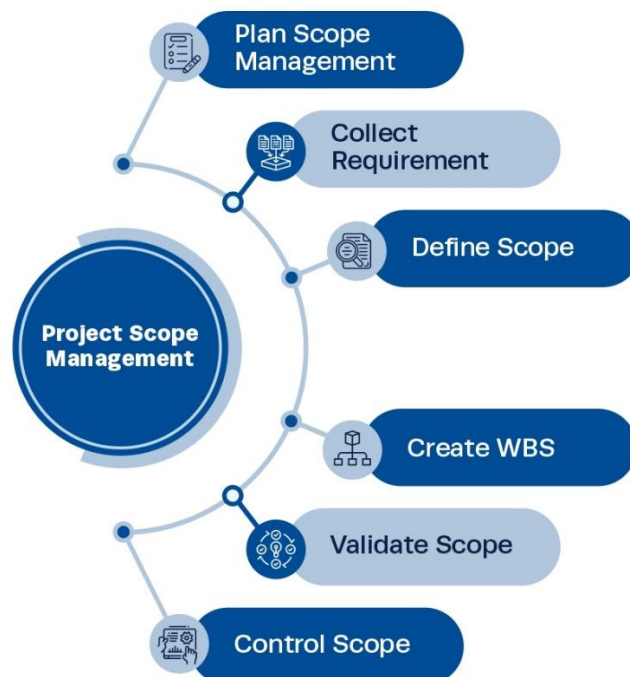 Plan Scope
Management
Collect
Requirement
Define Scope
Project Scope
Management
Create WBS
Validate Scope
Control Scope